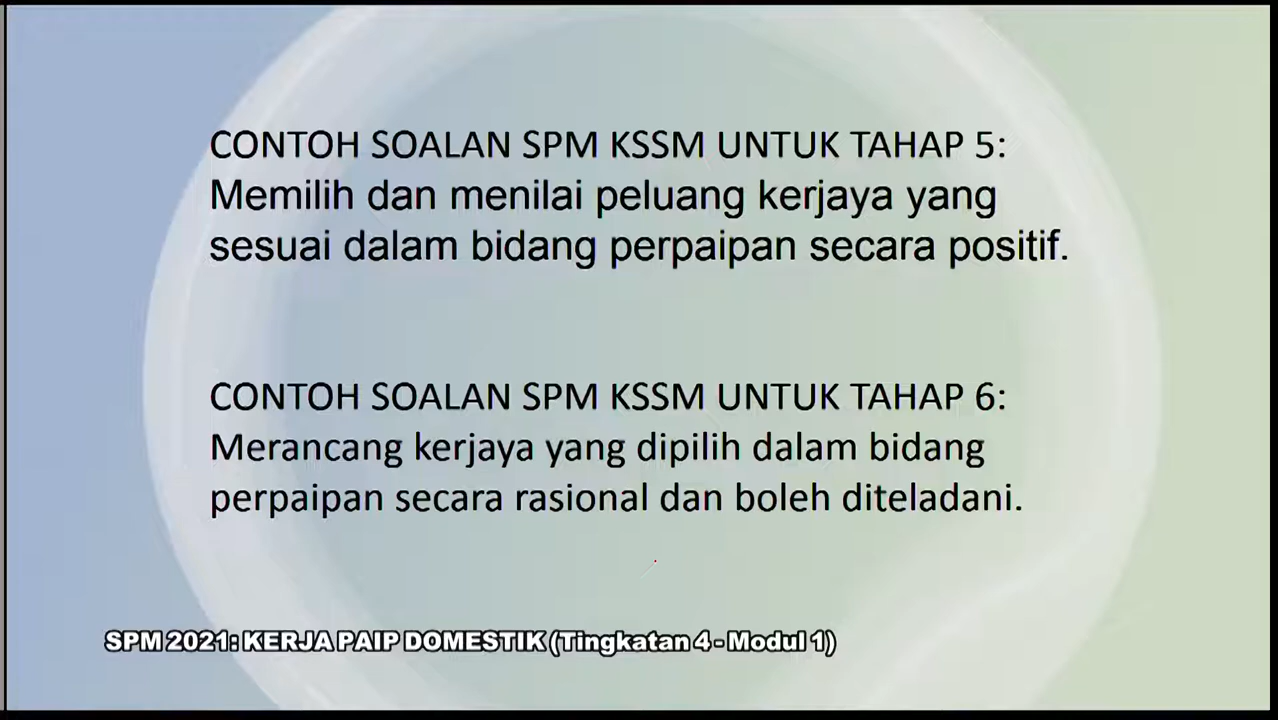 CONTOH SOALAN SPM KSSM UNTUK TAHAP 5:
Memilih dan menilai peluang kerjaya yang
sesuai dalam bidang perpaipan secara positif.
CONTOH SOALAN SPM KSSM UNTUK TAHAP 6:
Merancang kerjaya yang dipilih dalam bidang
perpaipan secara rasional dan boleh diteladani.
SPM 2021: KERJA PAIP DOMESTIK (Tingkatan 4 - Modul 1)